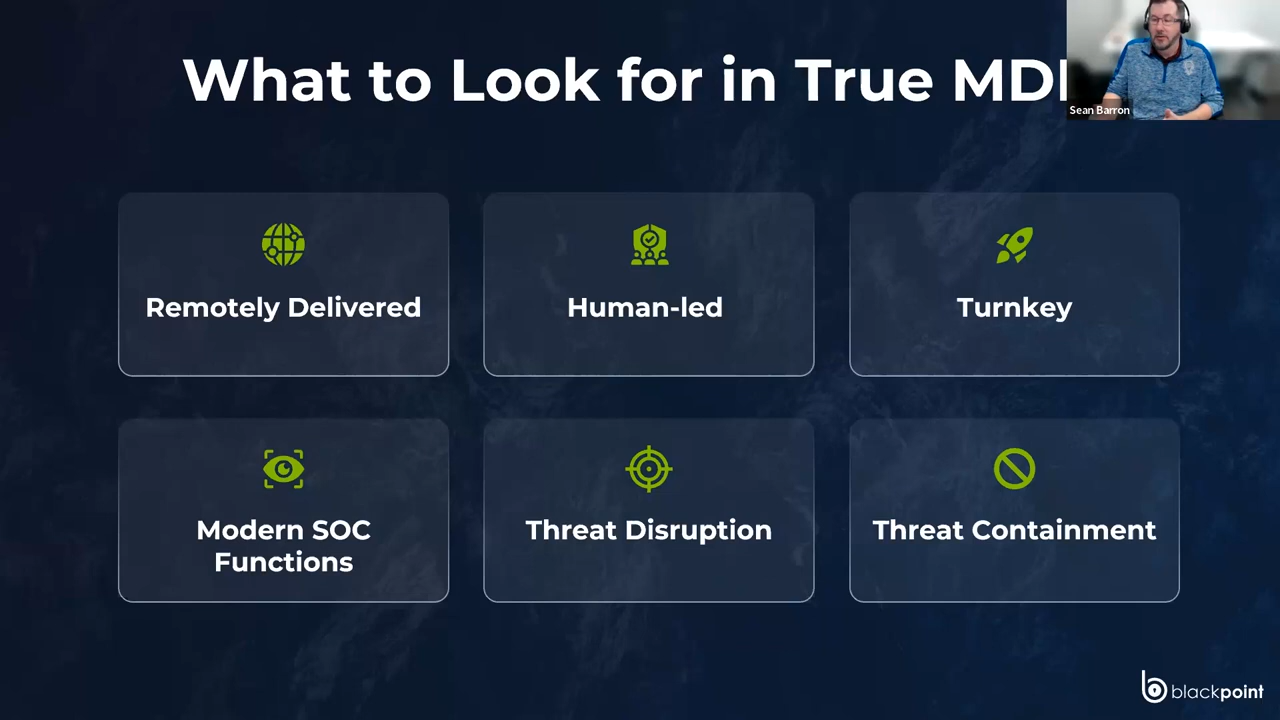 What to Look for in True
Sean Barron
Remotely Delivered
Human-led
Turnkey
Modern SOC
Functions
Threat Disruption
Threat Containment
blackpoint